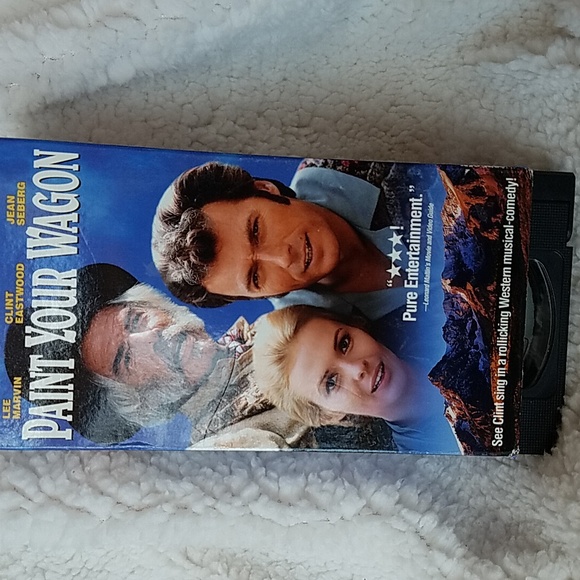 LEE MARVIN
CLINT EASTWOOD
JEAN SEBERG
PAINT YOUR WAGON
"★★★!
Pure Entertainment."
—Leonard Maltin's Movie and Video Guide
See Clint sing in a rollicking Western musical-comedy!